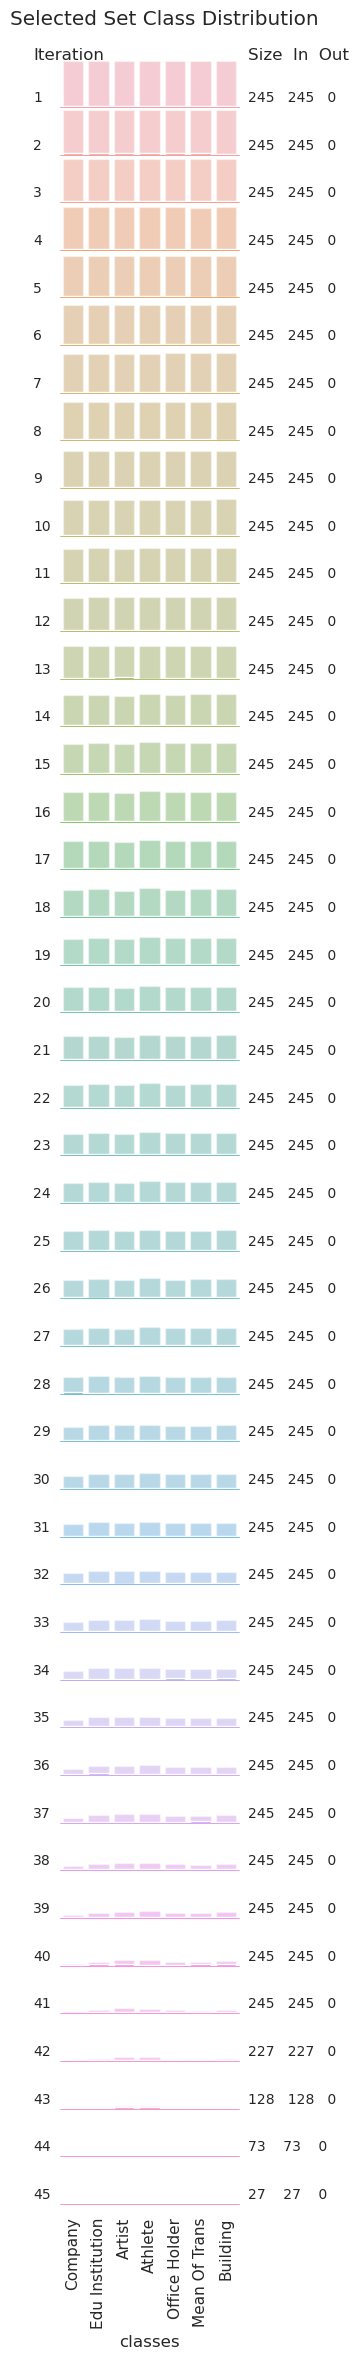 Selected Set Class Distribution
Iteration Size In Out
1 245 245 0
2 245 245 0
3 245 245 0
4 245 245 0
5 245 245 0
6 245 245 0
7 245 245 0
8 245 245 0
9 245 245 0
10 245 245 0
11 245 245 0
12 245 245 0
13 245 245 0
14 245 245 0
15 245 245 0
16 245 245 0
17 245 245 0
18 245 245 0
19 245 245 0
20 245 245 0
21 245 245 0
22 245 245 0
23 245 245 0
24 245 245 0
25 245 245 0
26 245 245 0
27 245 245 0
28 245 245 0
29 245 245 0
30 245 245 0
31 245 245 0
32 245 245 0
33 245 245 0
34 245 245 0
35 245 245 0
36 245 245 0
37 245 245 0
38 245 245 0
39 245 245 0
40 245 245 0
41 245 245 0
42 227 227 0
43 128 128 0
44 73 73 0
45 27 27 0
Company
Edu Institution
Artist
Athlete
Office Holder
Mean Of Trans
Building
classes